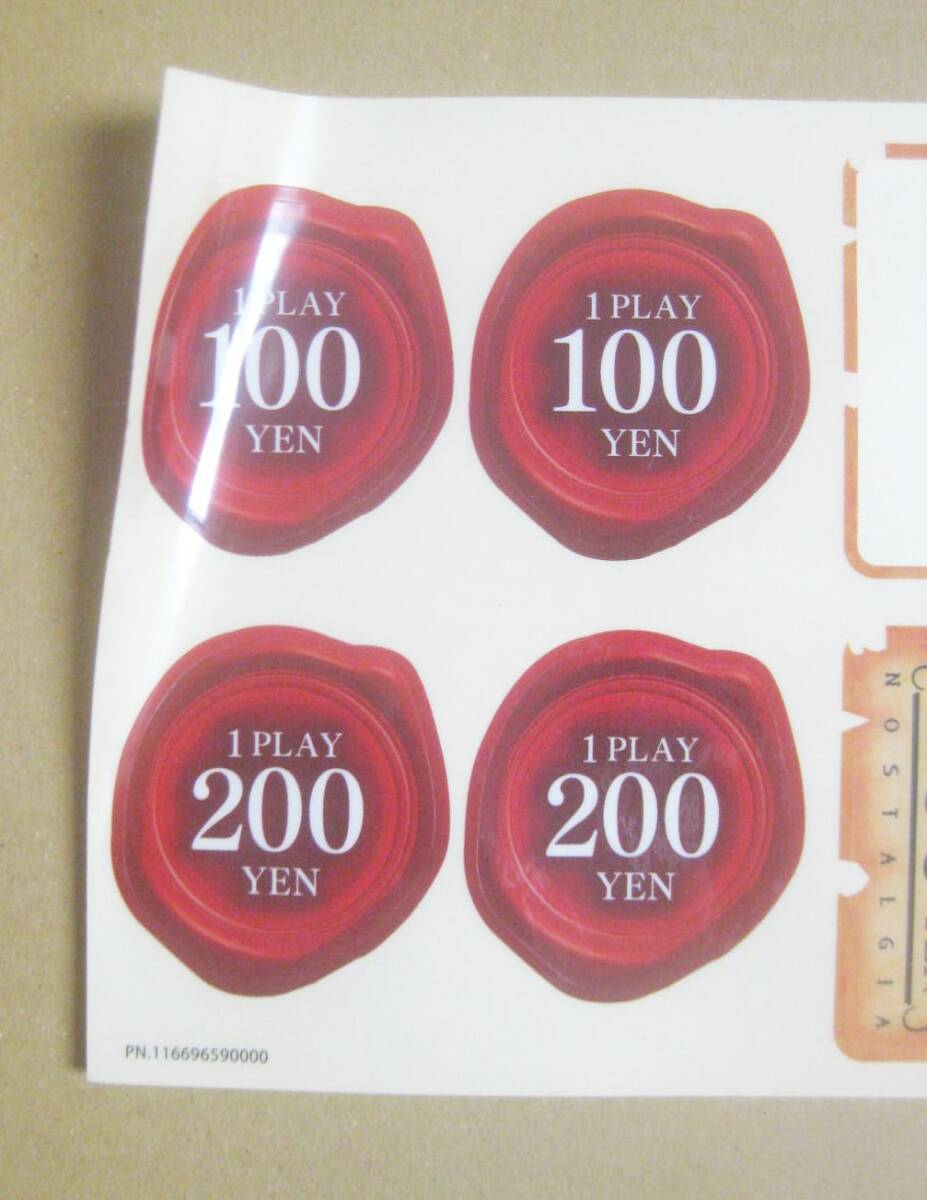 1 PLAY
100
YEN
1 PLAY
100
YEN
1 PLAY
200
YEN
1 PLAY
200
YEN
NOSTALGIA
PN.116696590000